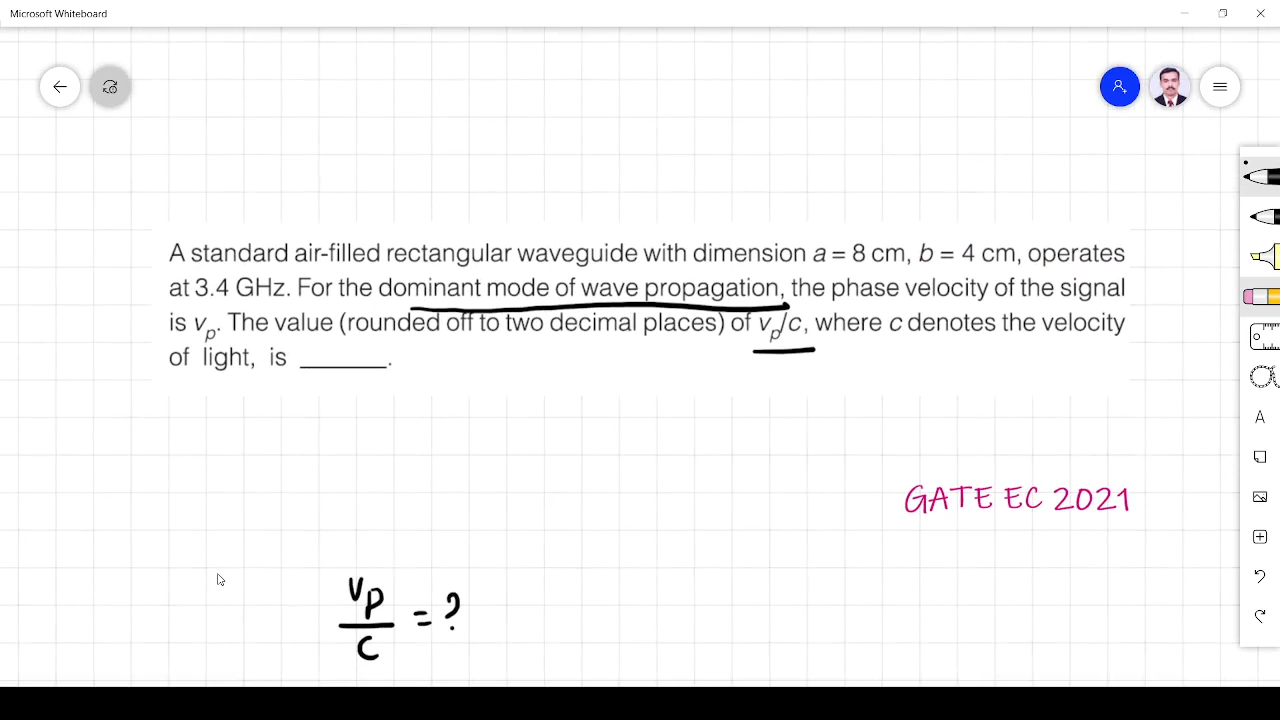 Microsoft Whiteboard
A standard air-filled rectangular waveguide with dimension a = 8 cm, b = 4 cm, operates
at 3.4 GHz. For the dominant mode of wave propagation, the phase velocity of the signal
is vp. The value (rounded off to two decimal places) of vp/c, where c denotes the velocity
of light, is _______.
GATE EC 2021
vp
= ?
c
A